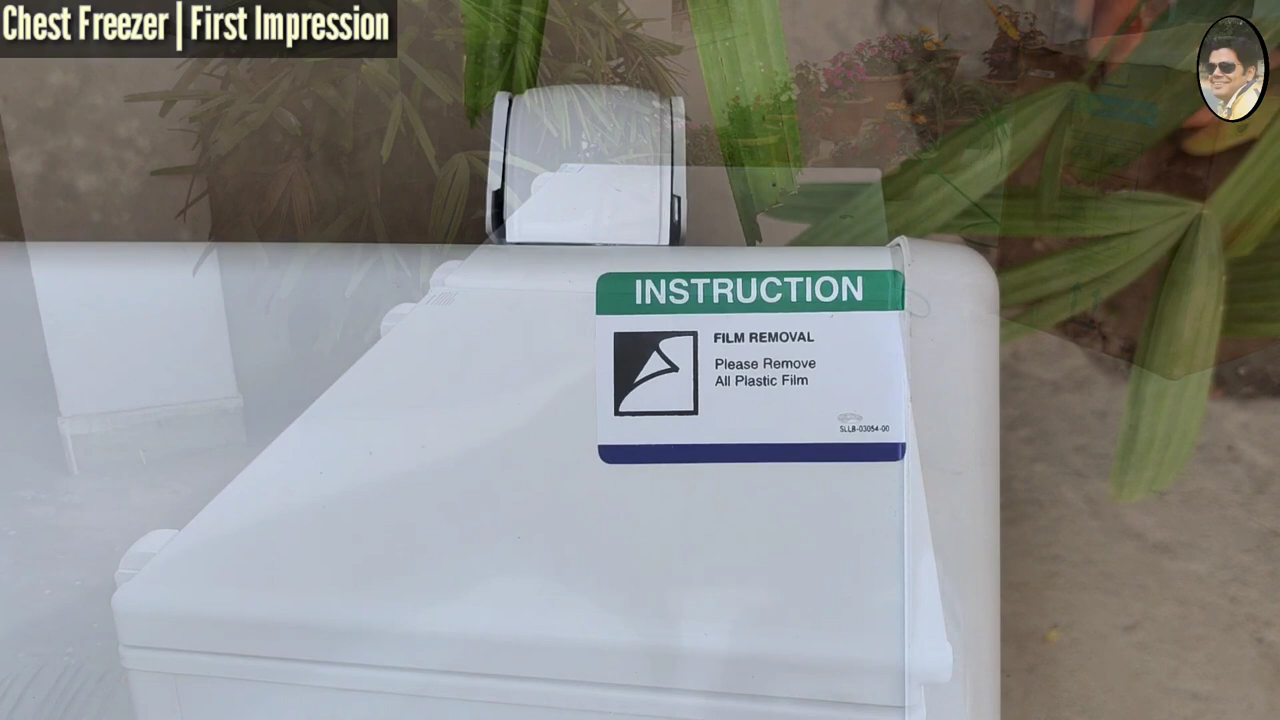 Chest Freezer | First Impression
INSTRUCTION
FILM REMOVAL
Please Remove
All Plastic Film
SLLB-03054-00